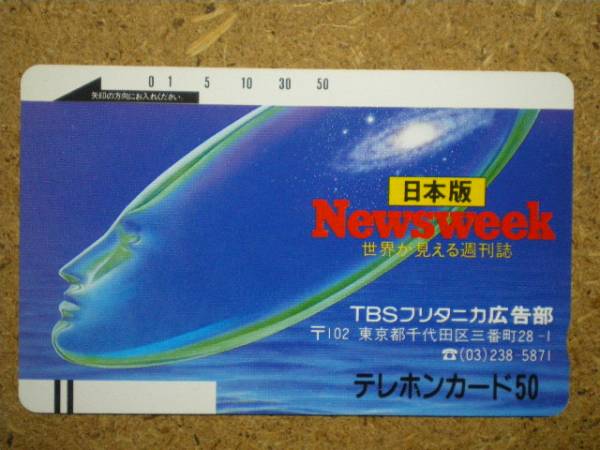 0 1 5 10 30 50
矢印の方向にお入れください
日本版
Newsweek
世界が見える週刊誌
TBSブリタニカ広告部
〒102 東京都千代田区三番町28-1
☎(03)238-5871
テレホンカード50